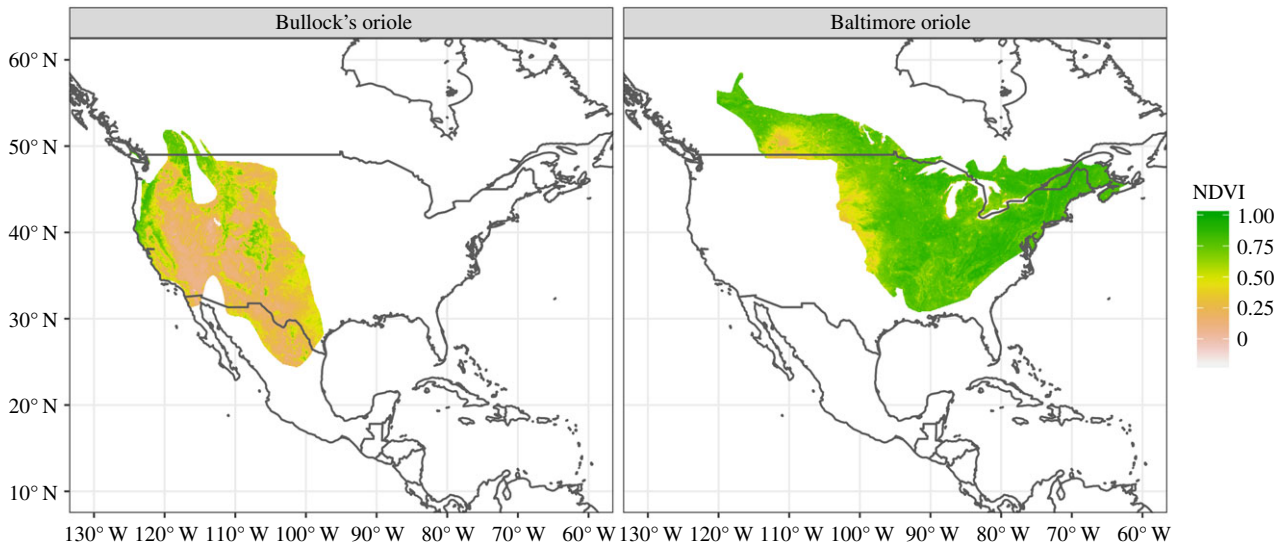 Bullock's oriole
Baltimore oriole
60° N
50° N
40° N
30° N
20° N
10° N
130° W 120° W 110° W 100° W 90° W 80° W 70° W 60° W
130° W 120° W 110° W 100° W 90° W 80° W 70° W 60° W
NDVI
1.00
0.75
0.50
0.25
0